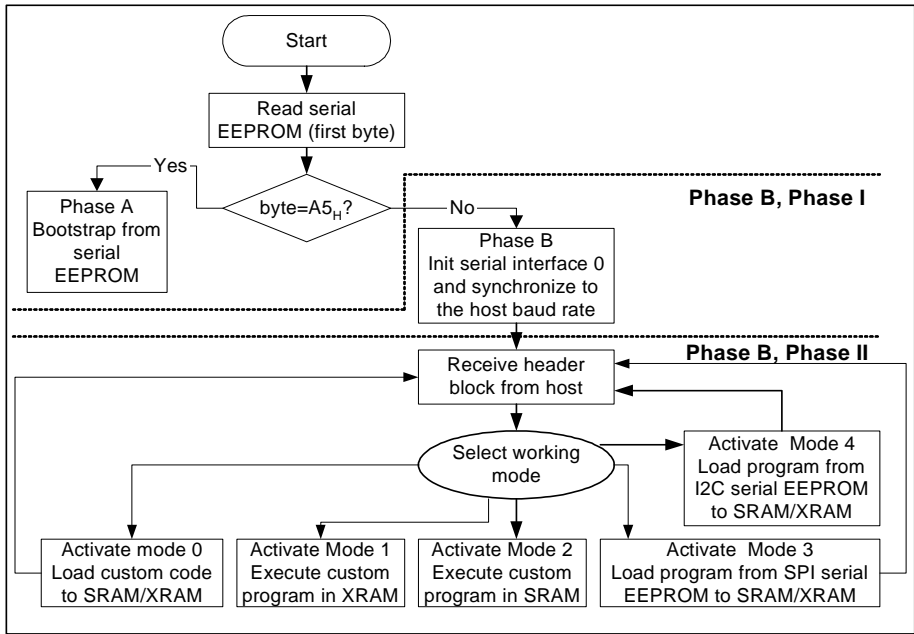 Start
Read serial
EEPROM (first byte)
Yes
byte=A5H?
No
Phase B, Phase I
Phase A
Bootstrap from
serial
EEPROM
Phase B
Init serial interface 0
and synchronize to
the host baud rate
Phase B, Phase II
Receive header
block from host
Select working
mode
Activate Mode 4
Load program from
I2C serial EEPROM
to SRAM/XRAM
Activate mode 0
Load custom code
to SRAM/XRAM
Activate Mode 1
Execute custom
program in XRAM
Activate Mode 2
Execute custom
program in SRAM
Activate Mode 3
Load program from SPI serial
EEPROM to SRAM/XRAM